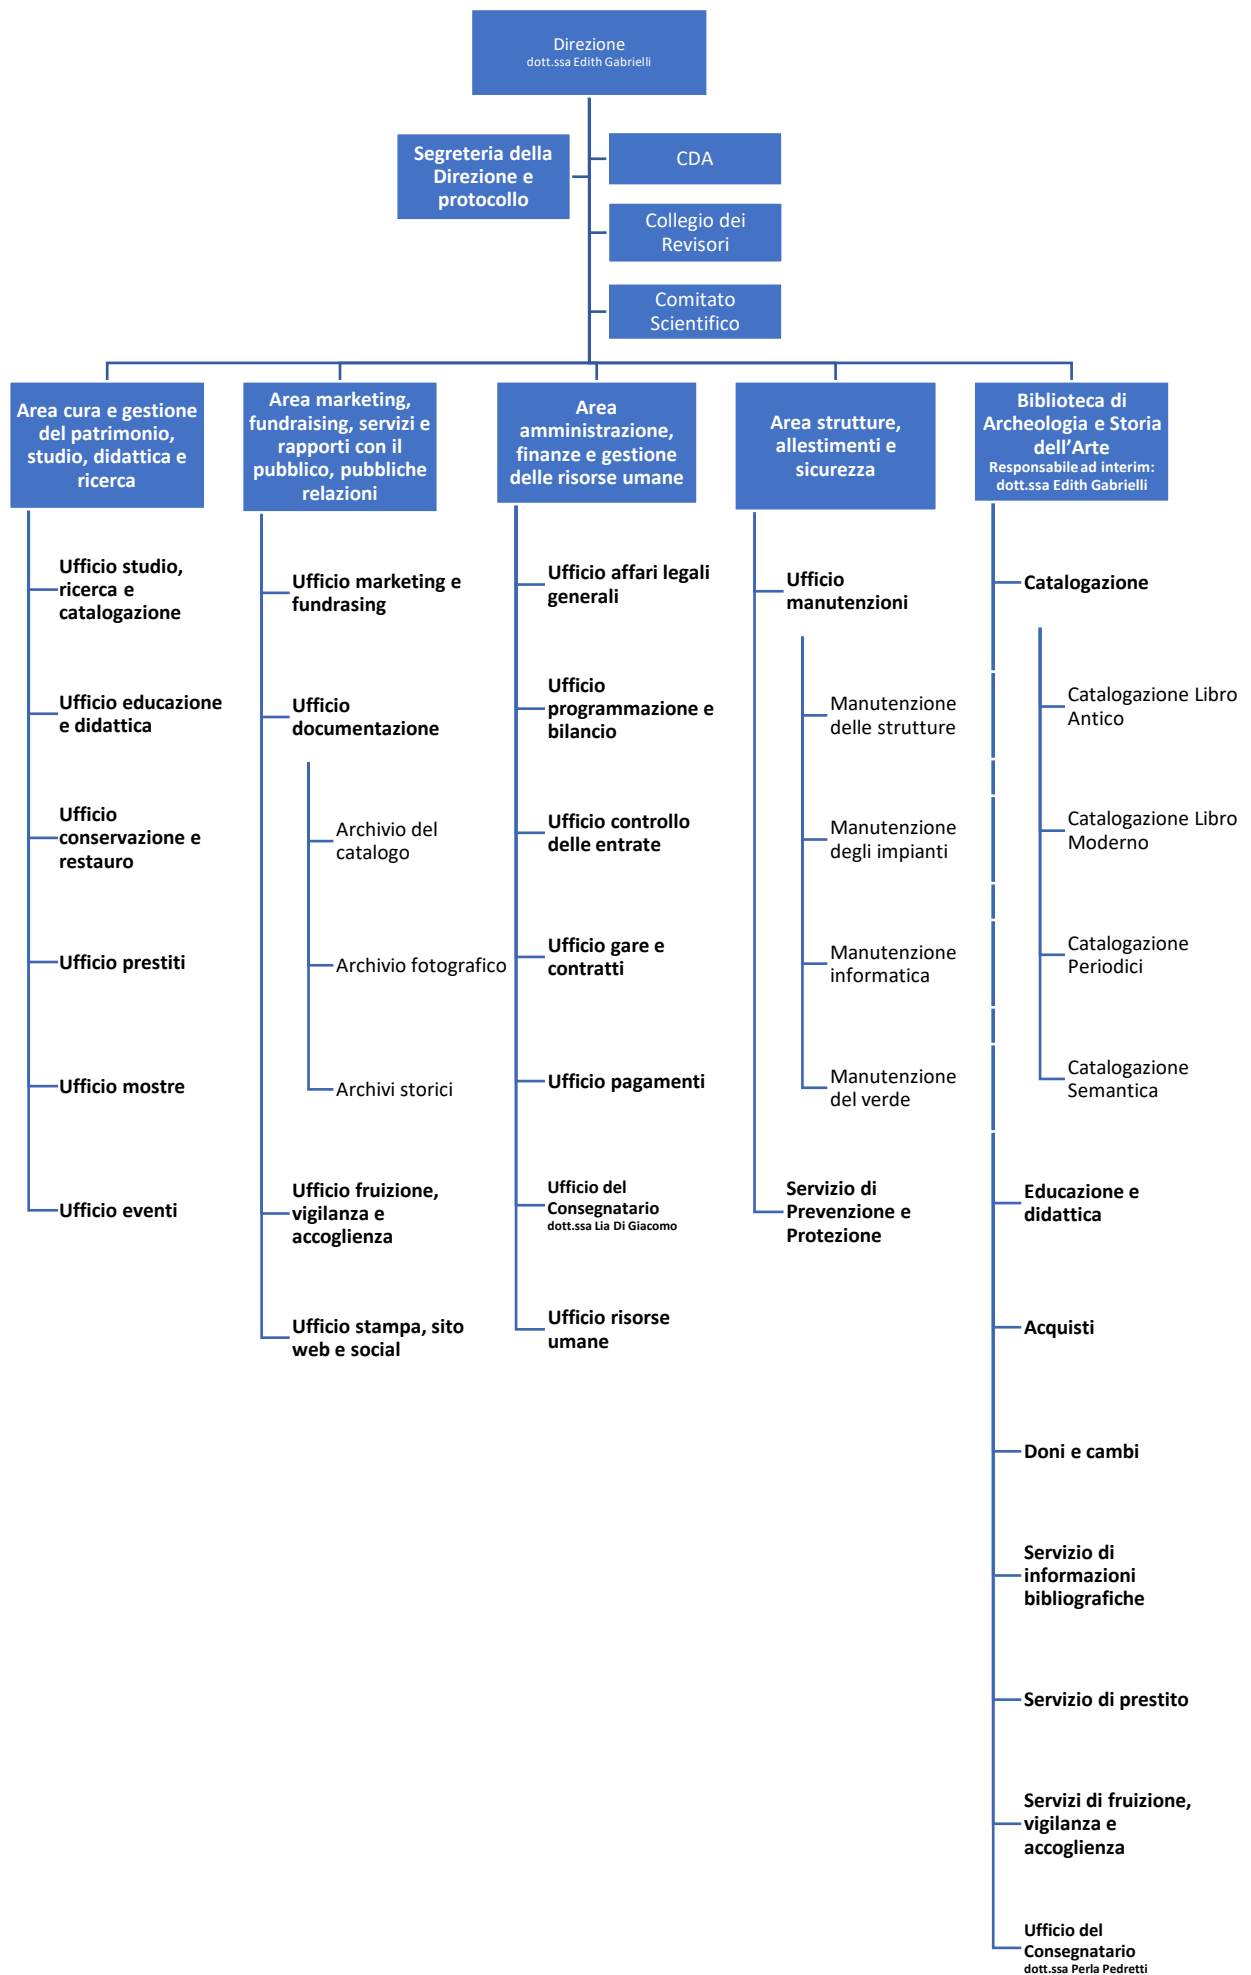 Direzione
dott.ssa Edith Gabrielli
Segreteria della
Direzione e
protocollo
CDA
Collegio dei
Revisori
Comitato
Scientifico
Area cura e gestione
del patrimonio,
studio, didattica e
ricerca
Ufficio studio,
ricerca e
catalogazione
Ufficio educazione
e didattica
Ufficio
conservazione e
restauro
Ufficio prestiti
Ufficio mostre
Ufficio eventi
Area marketing,
fundraising, servizi e
rapporti con il
pubblico, pubbliche
relazioni
Ufficio marketing e
fundrasing
Ufficio
documentazione
Archivio del
catalogo
Archivio fotografico
Archivi storici
Ufficio fruizione,
vigilanza e
accoglienza
Ufficio stampa, sito
web e social
Area
amministrazione,
finanze e gestione
delle risorse umane
Ufficio affari legali
generali
Ufficio
programmazione e
bilancio
Ufficio controllo
delle entrate
Ufficio gare e
contratti
Ufficio pagamenti
Ufficio del
Consegnatario
dott.ssa Lia Di Giacomo
Ufficio risorse
umane
Area strutture,
allestimenti e
sicurezza
Ufficio
manutenzioni
Manutenzione
delle strutture
Manutenzione
degli impianti
Manutenzione
informatica
Manutenzione
del verde
Servizio di
Prevenzione e
Protezione
Biblioteca di
Archeologia e Storia
dell'Arte
Responsabile ad interim:
dott.ssa Edith Gabrielli
Catalogazione
Catalogazione Libro
Antico
Catalogazione Libro
Moderno
Catalogazione
Periodici
Catalogazione
Semantica
Educazione e
didattica
Acquisti
Doni e cambi
Servizio di
informazioni
bibliografiche
Servizio di prestito
Servizi di fruizione,
vigilanza e
accoglienza
Ufficio del
Consegnatario
dott.ssa Perla Pedretti